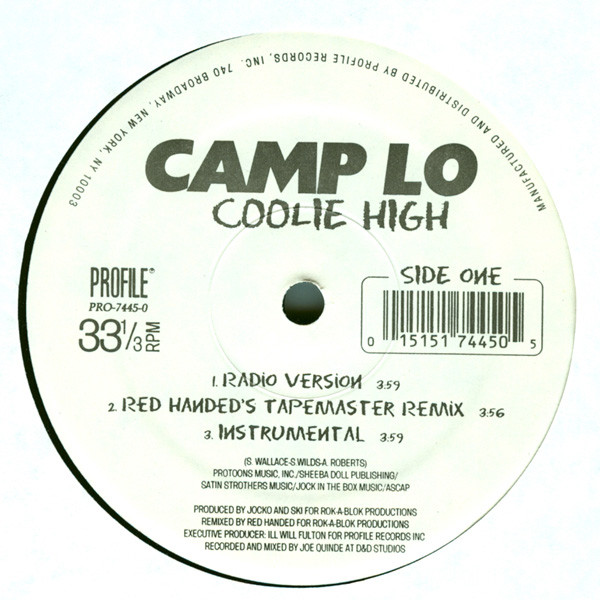 MANUFACTURED AND DISTRIBUTED BY PROFILE RECORDS, INC. 740 BROADWAY, NEW YORK, NY 10003
CAMP LO
COOLIE HIGH
PROFILE®
PRO-7445-0
33 1/3 RPM
SIDE ONE
0 15151 74450 5
1. RADIO VERSION 3:59
2. RED HANDED'S TAPEMASTER REMIX 3:56
3. INSTRUMENTAL 3:59
(S. WALLACE-S.WILDS-A. ROBERTS)
PROTOONS MUSIC, INC./SHEEBA DOLL PUBLISHING/
SATIN STROTHERS MUSIC/JOCK IN THE BOX MUSIC/ASCAP
PRODUCED BY JOCKO AND SKI FOR ROK-A-BLOK PRODUCTIONS
REMIXED BY RED HANDED FOR ROK-A-BLOK PRODUCTIONS
EXECUTIVE PRODUCER: ILL WILL FULTON FOR PROFILE RECORDS INC
RECORDED AND MIXED BY JOE QUINDE AT D&D STUDIOS